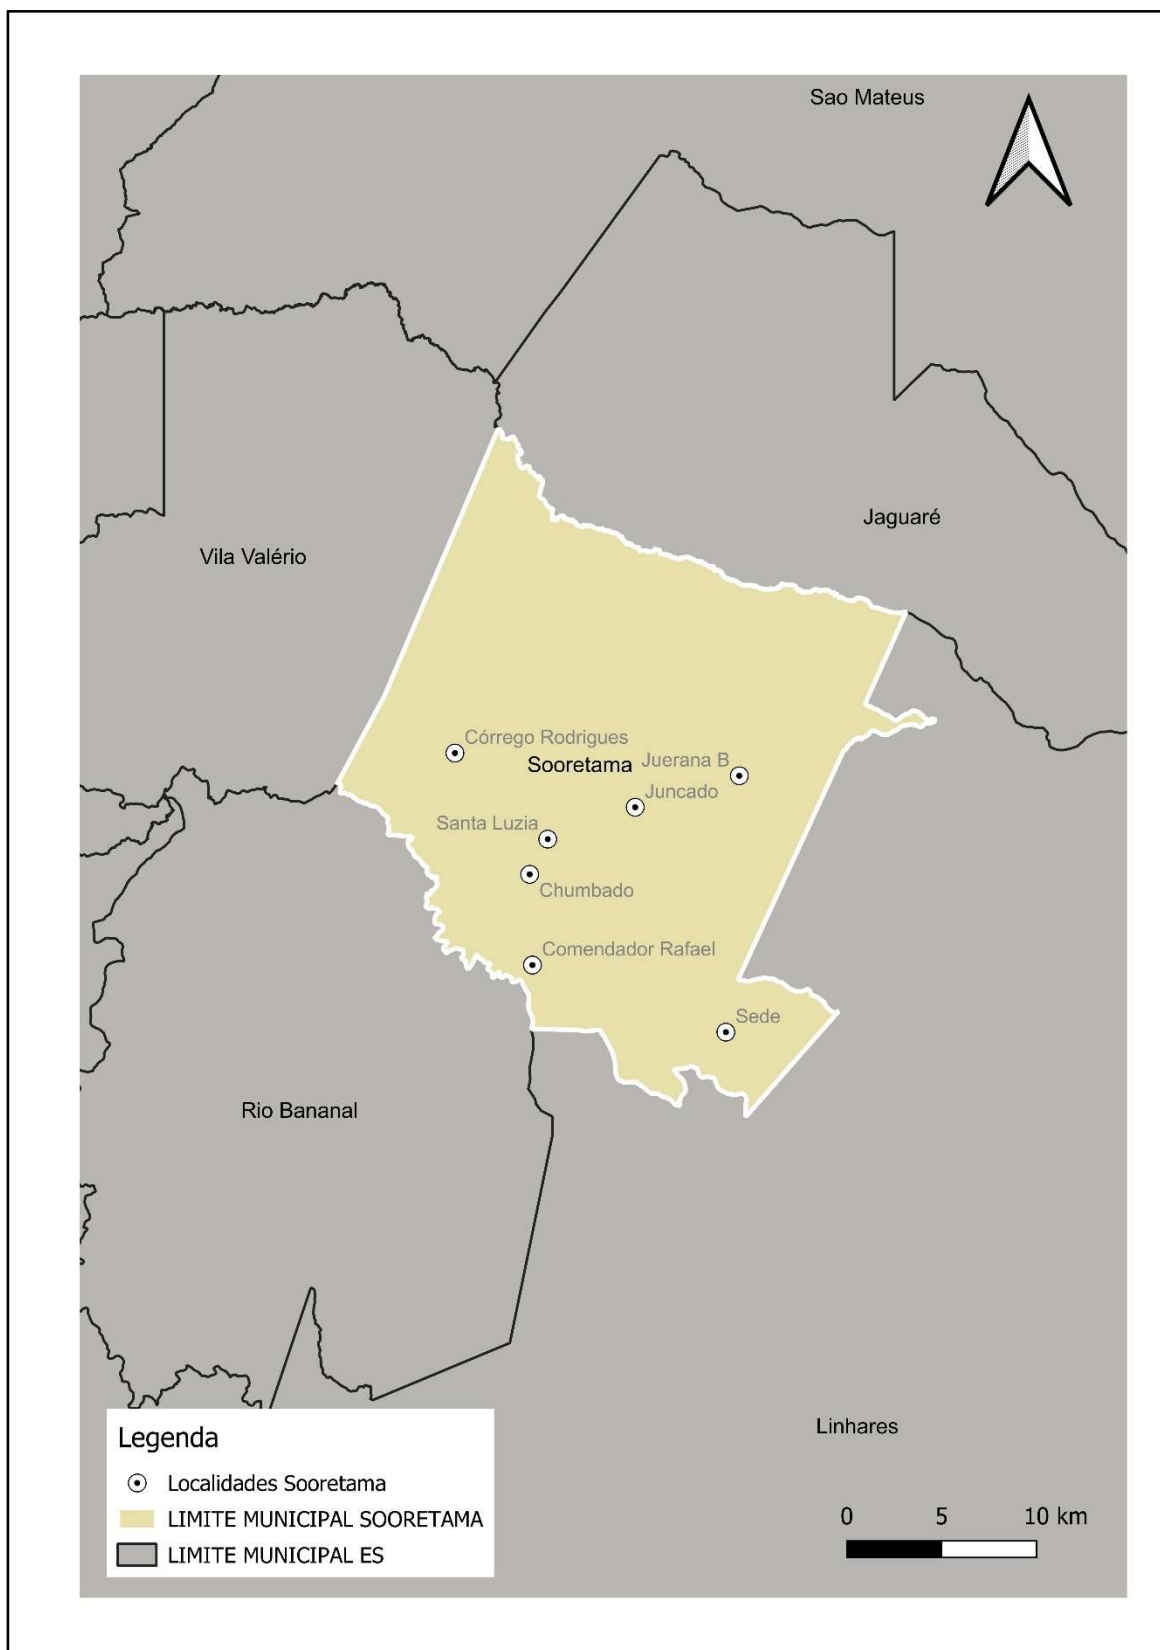 Sao Mateus
Jaguaré
Vila Valério
Córrego Rodrigues
Sooretama
Juerana B
Juncado
Santa Luzia
Chumbado
Comendador Rafael
Sede
Rio Bananal
Linhares
Legenda
Localidades Sooretama
LIMITE MUNICIPAL SOORETAMA
LIMITE MUNICIPAL ES
0 5 10 km